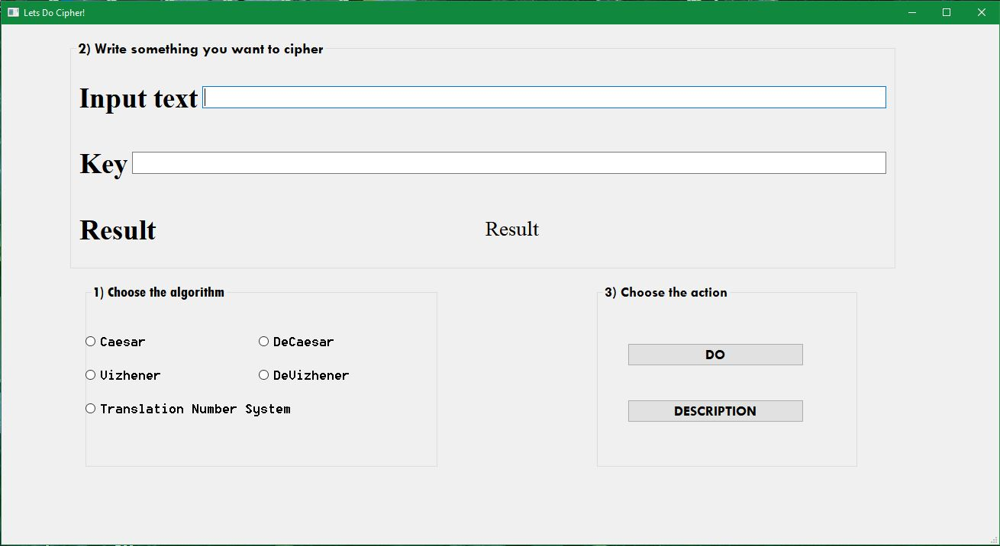 Lets Do Cipher!
2) Write something you want to cipher
Input text
Key
Result Result
1) Choose the algorithm
Caesar DeCaesar
Vizhener DeVizhener
Translation Number System
3) Choose the action
DO
DESCRIPTION